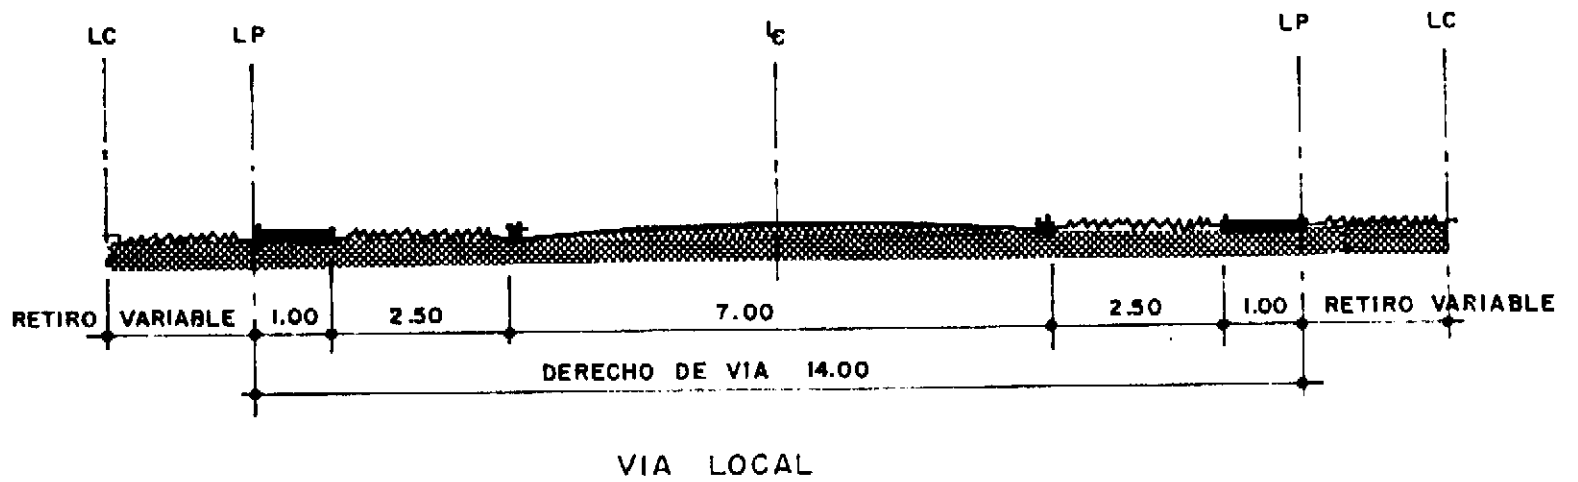 LC LP ℄ LP LC
RETIRO VARIABLE 1.00 2.50 7.00 2.50 1.00 RETIRO VARIABLE
DERECHO DE VIA 14.00
VIA LOCAL